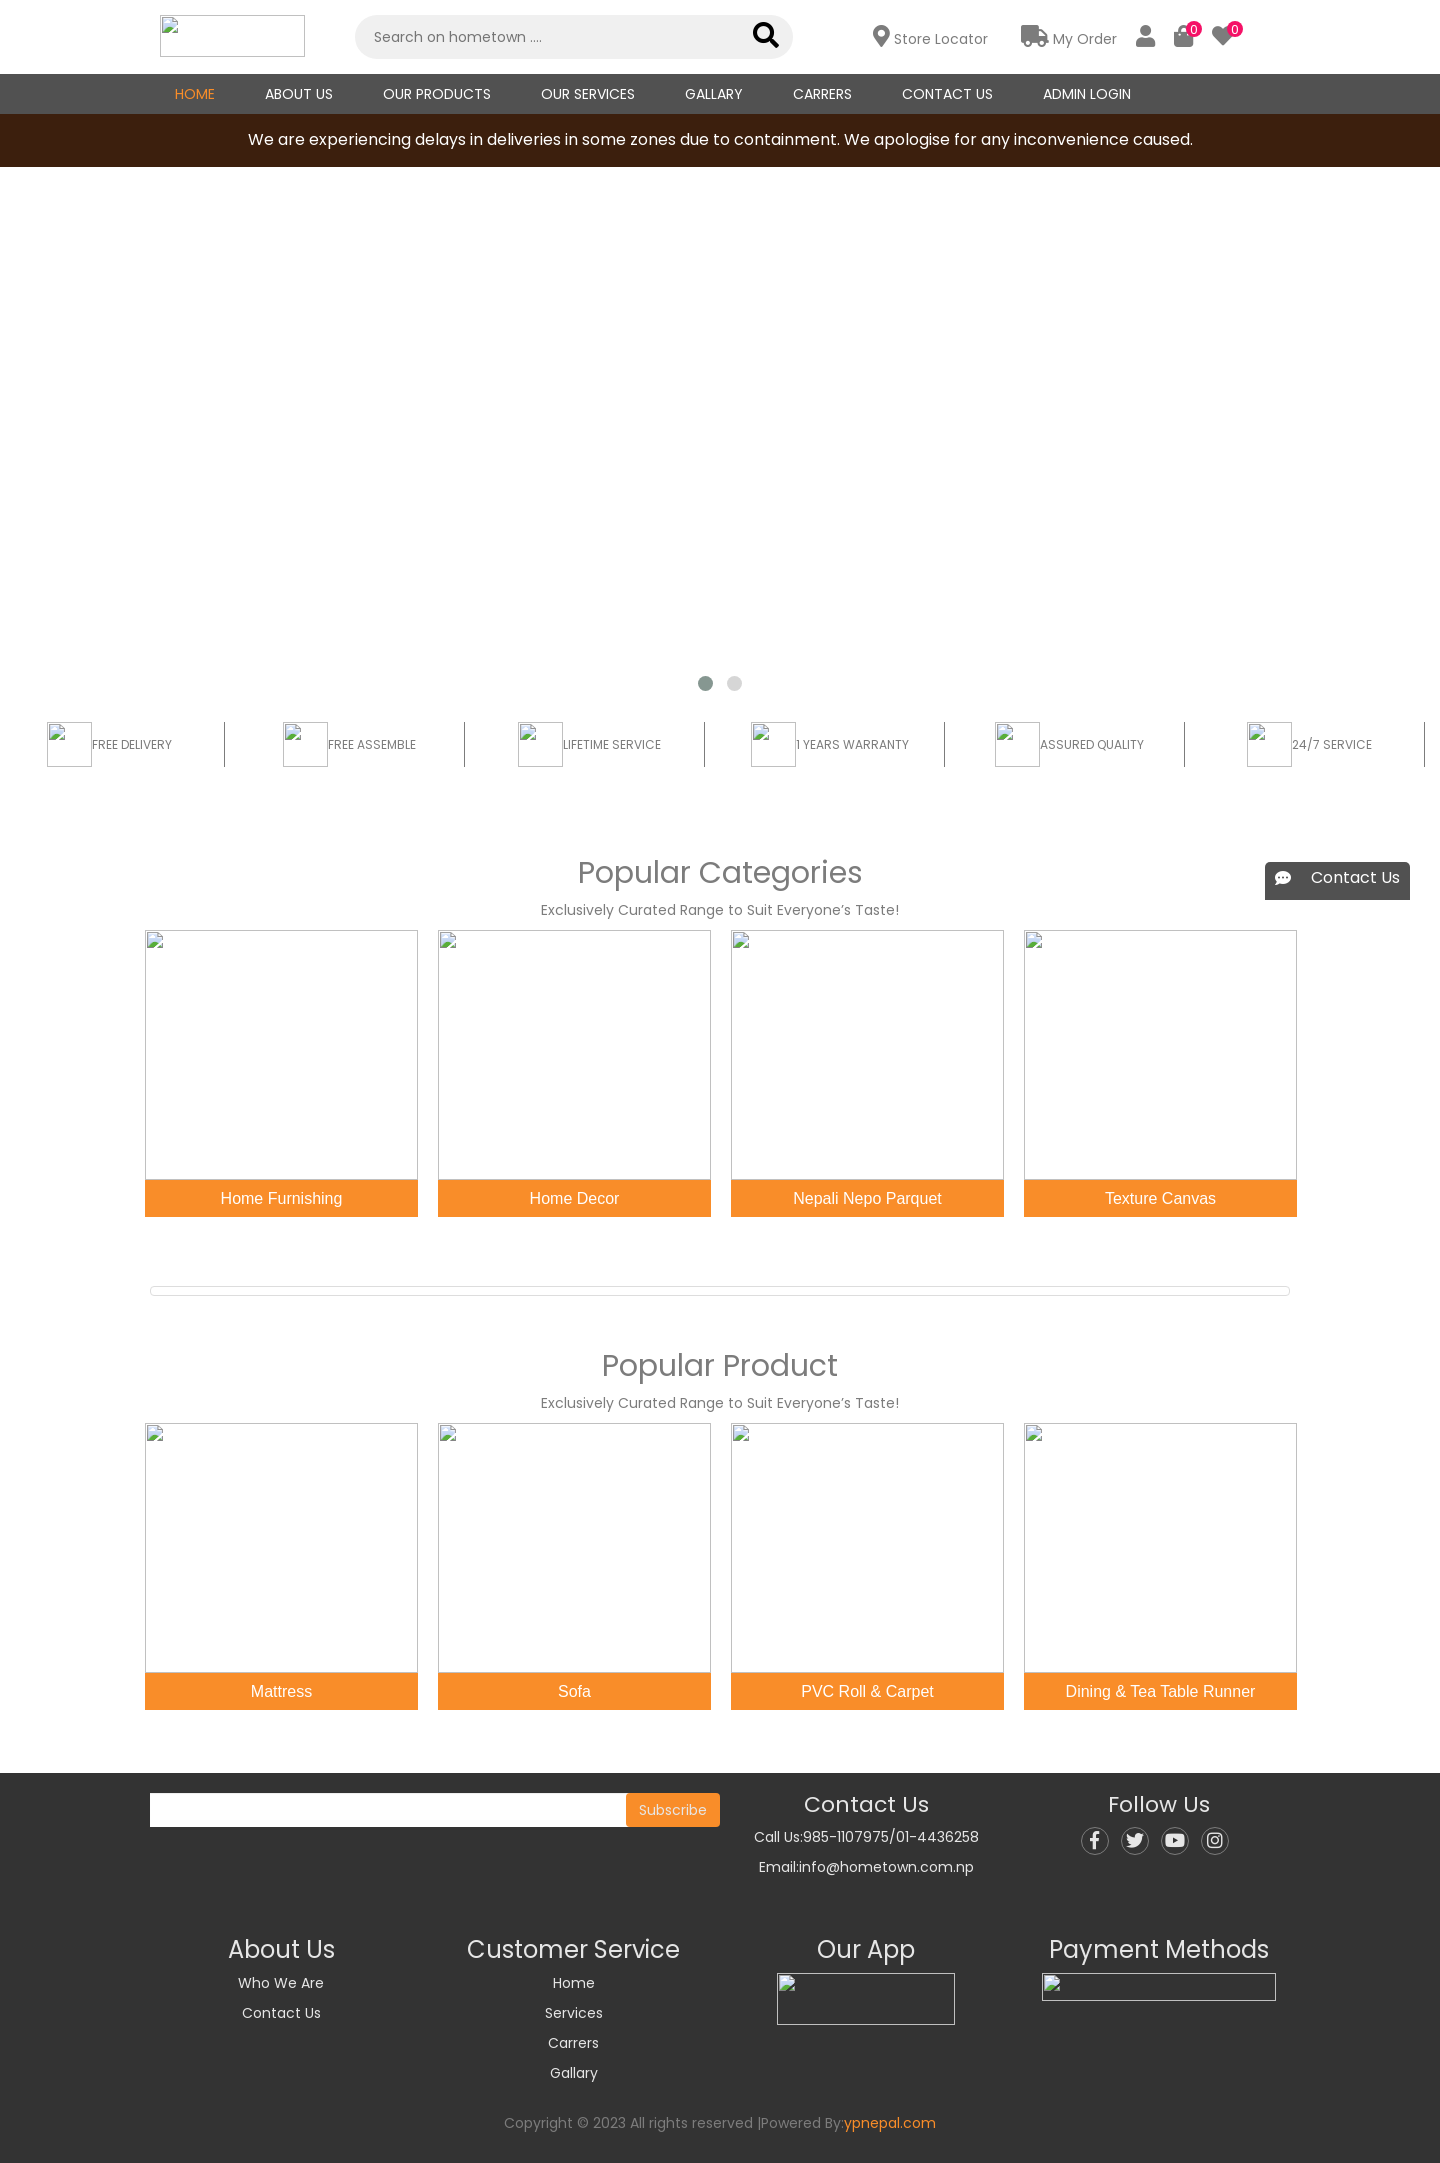 Search on hometown ....
Store Locator
My Order
0
0
HOME ABOUT US OUR PRODUCTS OUR SERVICES GALLARY CARRERS CONTACT US ADMIN LOGIN
We are experiencing delays in deliveries in some zones due to containment. We apologise for any inconvenience caused.
FREE DELIVERY
FREE ASSEMBLE
LIFETIME SERVICE
1 YEARS WARRANTY
ASSURED QUALITY
24/7 SERVICE
Popular Categories
Contact Us
Exclusively Curated Range to Suit Everyone’s Taste!
Home Furnishing
Home Decor
Nepali Nepo Parquet
Texture Canvas
Popular Product
Exclusively Curated Range to Suit Everyone’s Taste!
Mattress
Sofa
PVC Roll & Carpet
Dining & Tea Table Runner
Subscribe
Contact Us
Call Us:985-1107975/01-4436258
Email:info@hometown.com.np
Follow Us
About Us
Who We Are
Contact Us
Customer Service
Home
Services
Carrers
Gallary
Our App
Payment Methods
Copyright © 2023 All rights reserved |Powered By:ypnepal.com